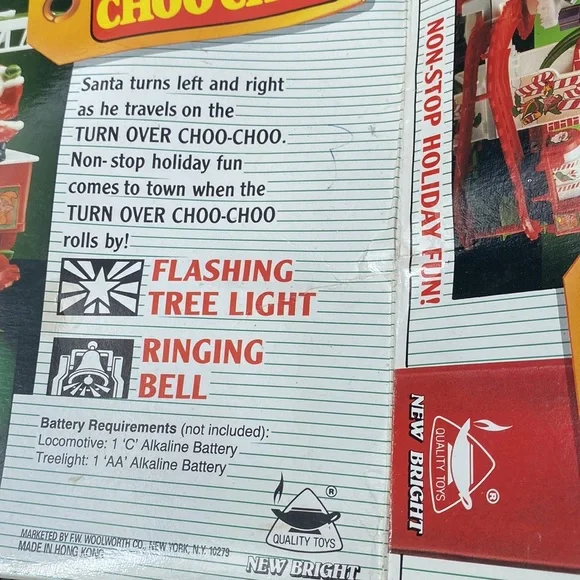 CHOO
Santa turns left and right
as he travels on the
TURN OVER CHOO-CHOO.
Non-stop holiday fun
comes to town when the
TURN OVER CHOO-CHOO
rolls by!
FLASHING
TREE LIGHT
RINGING
BELL
Battery Requirements (not included):
Locomotive: 1 'C' Alkaline Battery
Treelight: 1 'AA' Alkaline Battery
®
QUALITY TOYS
NEW BRIGHT
MARKETED BY F.W. WOOLWORTH CO., NEW YORK, N.Y. 10279
MADE IN HONG KONG
NON-STOP HOLIDAY FUN!
NEW BRIGHT
QUALITY TOYS
®